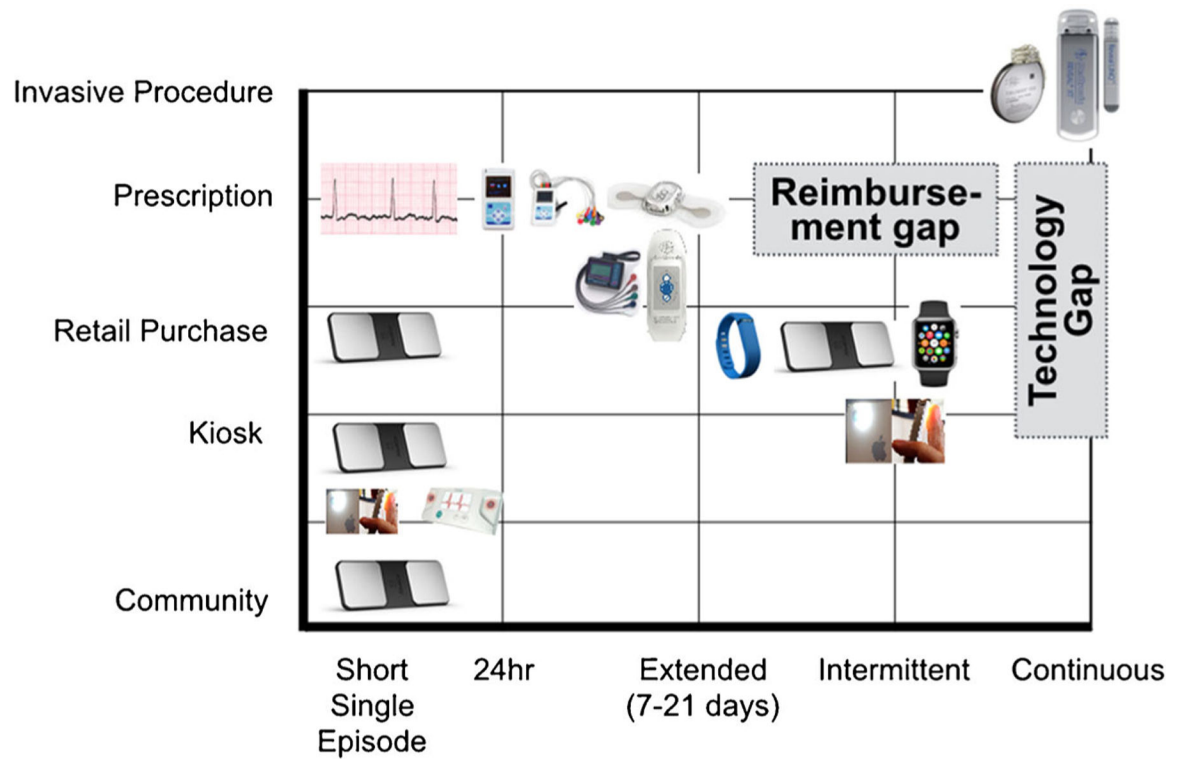 Invasive Procedure
Prescription
Reimburse-
ment gap
Technology
Gap
Retail Purchase
Kiosk
Community
Short
Single
Episode
24hr
Extended
(7-21 days)
Intermittent
Continuous